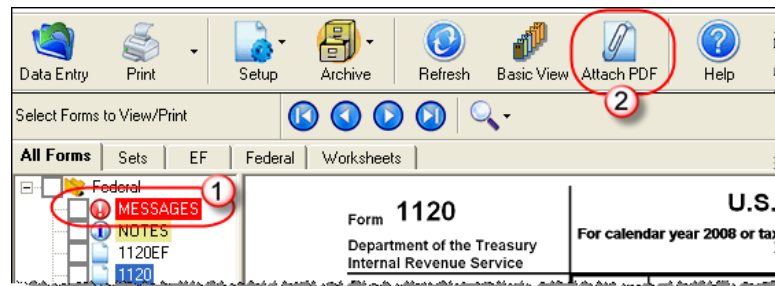 Data Entry Print Setup Archive Refresh Basic View Attach PDF Help
2
Select Forms to View/Print
All Forms Sets EF Federal Worksheets
Federal
1
MESSAGES
NOTES
1120EF
1120
Form 1120
Department of the Treasury
Internal Revenue Service
U.S.
For calendar year 2008 or tax